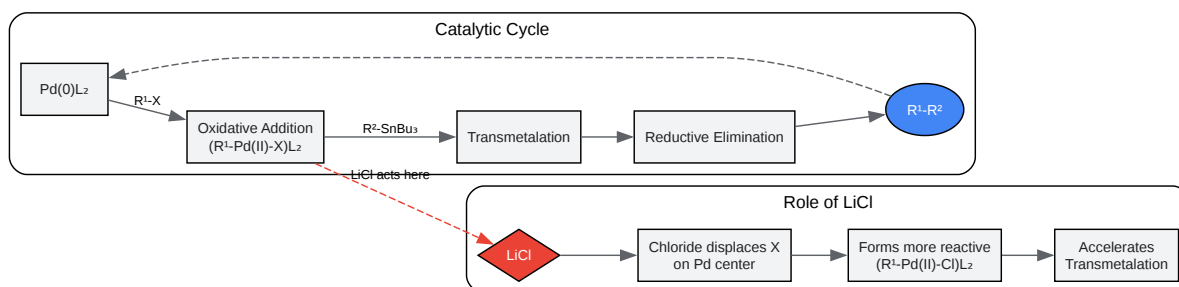 Catalytic Cycle
Pd(0)L₂
R¹-X
Oxidative Addition
(R¹-Pd(II)-X)L₂
R²-SnBu₃
Transmetalation
Reductive Elimination
R¹-R²
LiCl acts here
Role of LiCl
LiCl
Chloride displaces X
on Pd center
Forms more reactive
(R¹-Pd(II)-Cl)L₂
Accelerates
Transmetalation